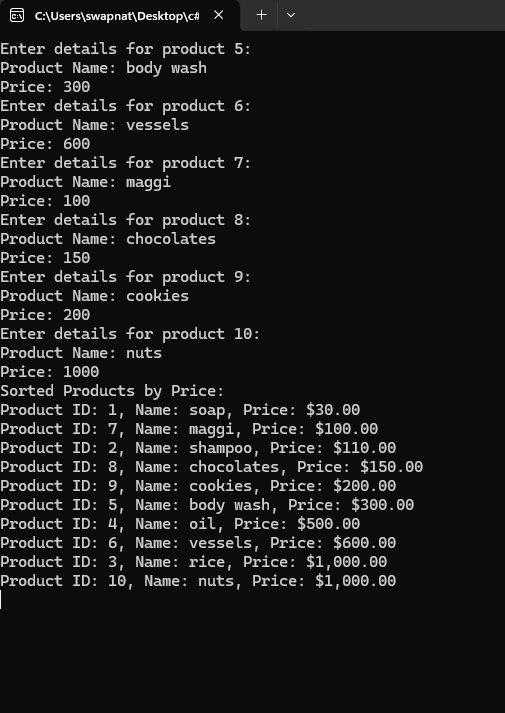 C:\Users\swapnat\Desktop\c#
Enter details for product 5:
Product Name: body wash
Price: 300
Enter details for product 6:
Product Name: vessels
Price: 600
Enter details for product 7:
Product Name: maggi
Price: 100
Enter details for product 8:
Product Name: chocolates
Price: 150
Enter details for product 9:
Product Name: cookies
Price: 200
Enter details for product 10:
Product Name: nuts
Price: 1000
Sorted Products by Price:
Product ID: 1, Name: soap, Price: $30.00
Product ID: 7, Name: maggi, Price: $100.00
Product ID: 2, Name: shampoo, Price: $110.00
Product ID: 8, Name: chocolates, Price: $150.00
Product ID: 9, Name: cookies, Price: $200.00
Product ID: 5, Name: body wash, Price: $300.00
Product ID: 4, Name: oil, Price: $500.00
Product ID: 6, Name: vessels, Price: $600.00
Product ID: 3, Name: rice, Price: $1,000.00
Product ID: 10, Name: nuts, Price: $1,000.00